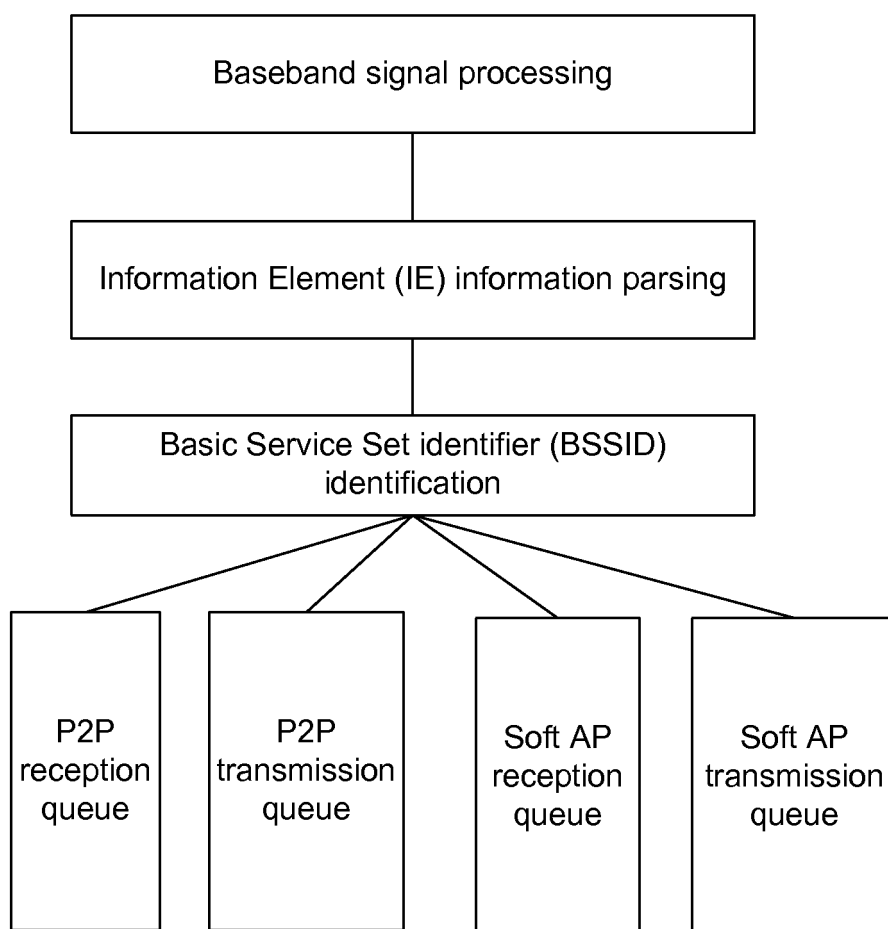 Baseband signal processing
Information Element (IE) information parsing
Basic Service Set identifier (BSSID)
identification
P2P
reception
queue
P2P
transmission
queue
Soft AP
reception
queue
Soft AP
transmission
queue